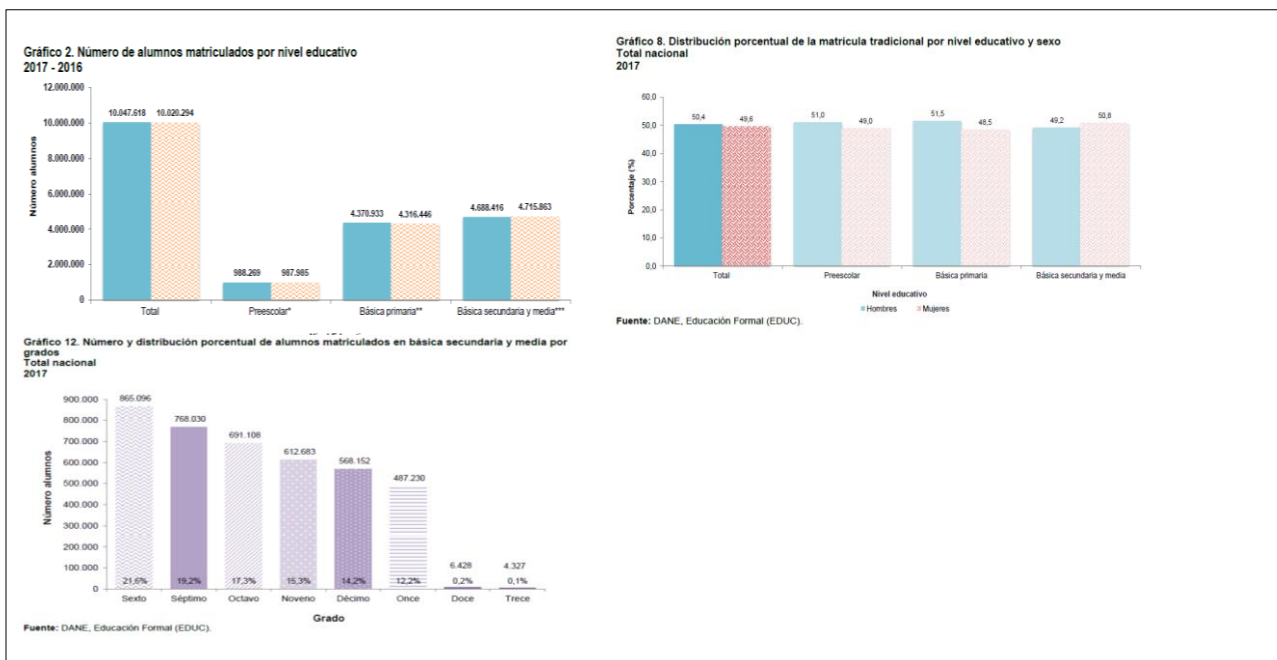 Gráfico 2. Número de alumnos matriculados por nivel educativo
2017 - 2016
12.000.000
10.000.000
8.000.000
6.000.000
4.000.000
2.000.000
0
Número alumnos
10.047.618 10.020.294
988.269 987.985
4.370.933 4.316.446
4.688.416 4.715.863
Total Preescolar* Básica primaria** Básica secundaria y media***
Gráfico 8. Distribución porcentual de la matrícula tradicional por nivel educativo y sexo
Total nacional
2017
60,0
50,0
40,0
30,0
20,0
10,0
0,0
Porcentaje (%)
50,4 49,6
51,0 49,0
51,5 48,5
49,2 50,8
Total Preescolar Básica primaria Básica secundaria y media
Nivel educativo
Hombres Mujeres
Fuente: DANE, Educación Formal (EDUC).
Gráfico 12. Número y distribución porcentual de alumnos matriculados en básica secundaria y media por
grados
Total nacional
2017
900.000
800.000
700.000
600.000
500.000
400.000
300.000
200.000
100.000
0
Número alumnos
865.096
768.030
691.108
612.683
568.152
487.230
6.428
4.327
21,6% 19,2% 17,3% 15,3% 14,2% 12,2% 0,2% 0,1%
Sexto Séptimo Octavo Noveno Décimo Once Doce Trece
Grado
Fuente: DANE, Educación Formal (EDUC).